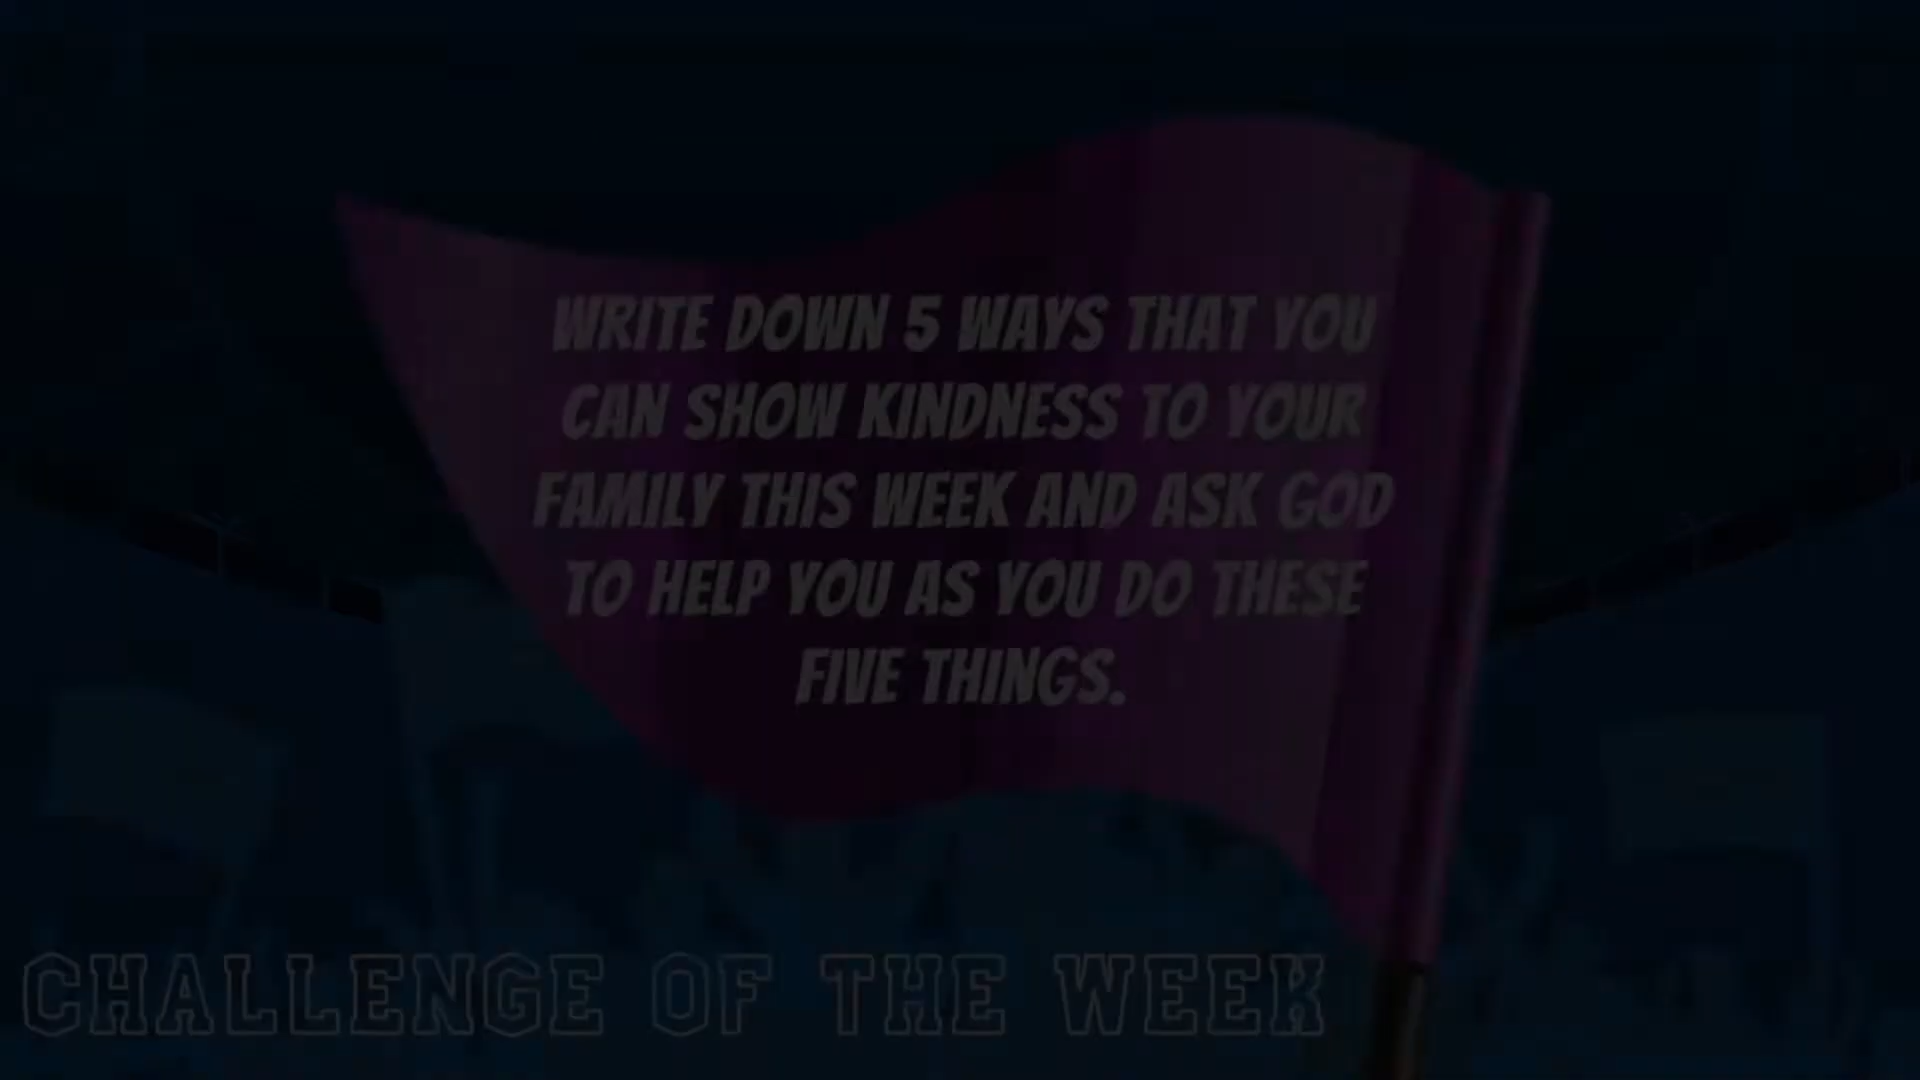 WRITE DOWN 5 WAYS THAT YOU
CAN SHOW KINDNESS TO YOUR
FAMILY THIS WEEK AND ASK GOD
TO HELP YOU AS YOU DO THESE
FIVE THINGS.
CHALLENGE OF THE WEEK